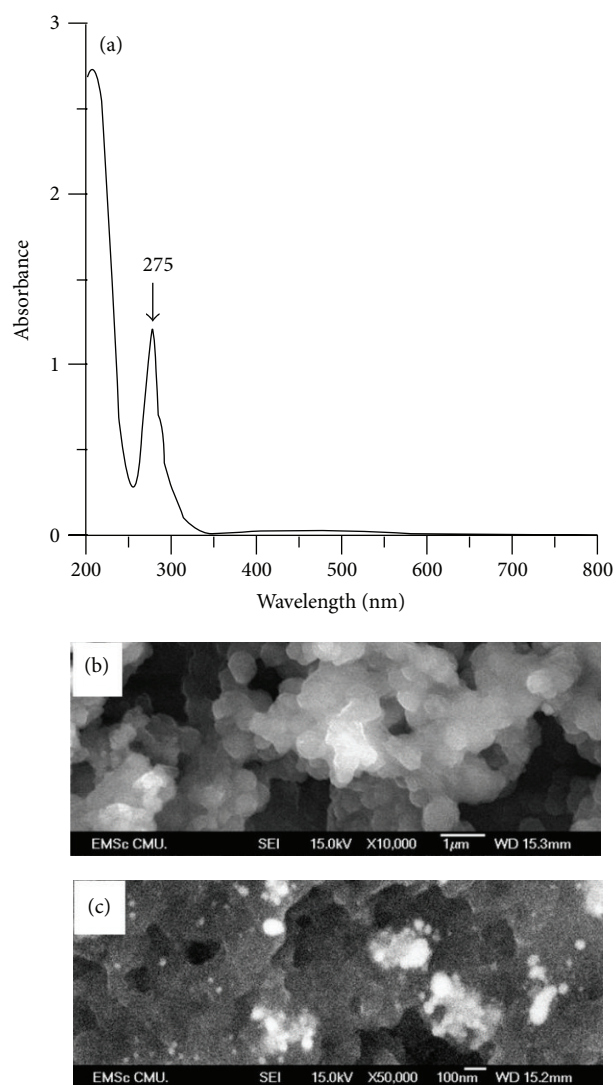 (a)
3
2
1
0
Absorbance
275
200 300 400 500 600 700 800
Wavelength (nm)
(b)
EMSc CMU. SEI 15.0kV X10,000 1μm WD 15.3mm
(c)
EMSc CMU. SEI 15.0kV X50,000 100nm WD 15.2mm